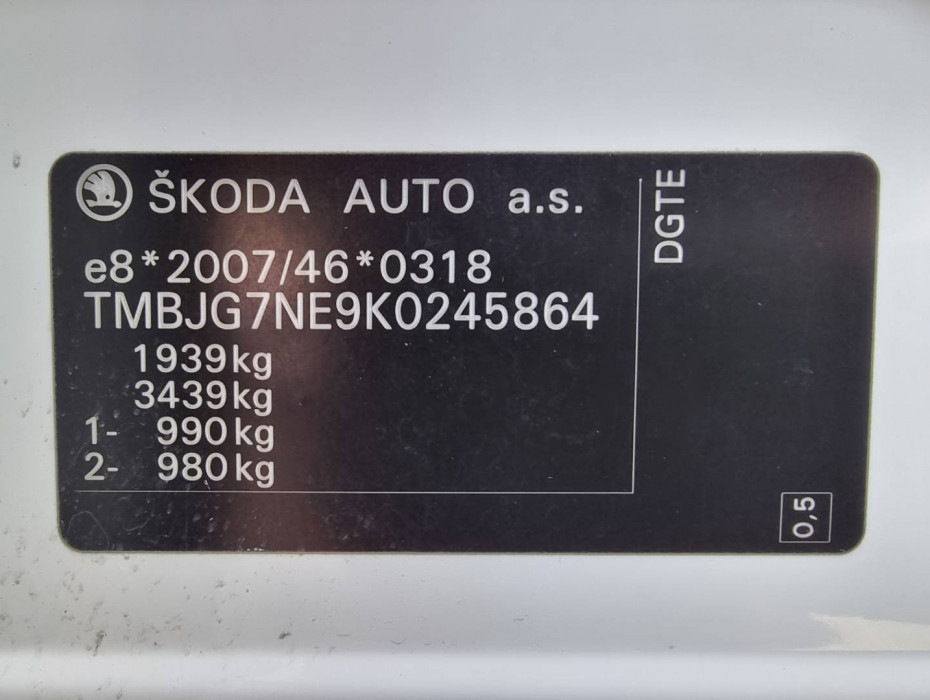 ŠKODA AUTO a.s.
e8*2007/46*0318
TMBJG7NE9K0245864
1939kg
3439kg
1- 990kg
2- 980kg
DGTE
0,5